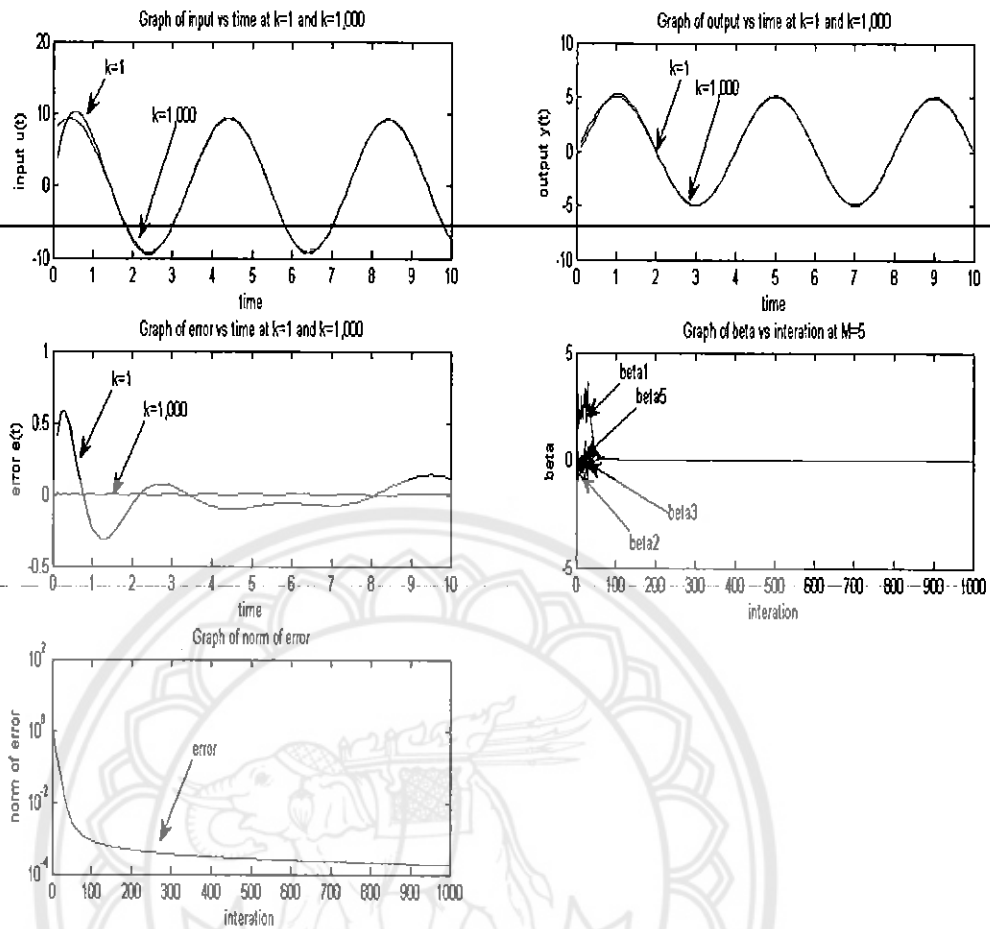 Graph of input vs time at k=1 and k=1,000
20
10
0
-10
input u(t)
k=1
k=1,000
0 1 2 3 4 5 6 7 8 9 10
time
Graph of output vs time at k=1 and k=1,000
10
5
0
-5
-10
output y(t)
k=1
k=1,000
0 1 2 3 4 5 6 7 8 9 10
time
Graph of error vs time at k=1 and k=1,000
1
0.5
0
-0.5
error e(t)
k=1
k=1,000
0 1 2 3 4 5 6 7 8 9 10
time
Graph of beta vs interation at M=5
5
0
-5
beta
beta1
beta5
beta3
beta2
0 100 200 300 400 500 600 700 800 900 1000
interation
Graph of norm of error
10^2
10^0
10^-2
10^-4
norm of error
error
0 100 200 300 400 500 600 700 800 900 1000
interation